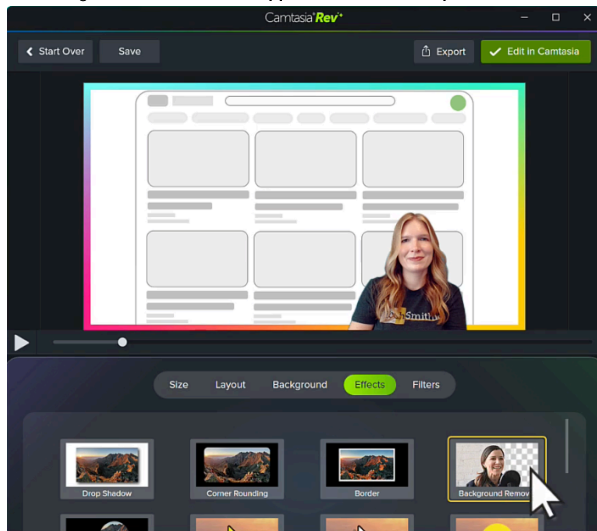 Camtasia Rev
Start Over
Save
Export
Edit in Camtasia
Size
Layout
Background
Effects
Filters
Drop Shadow
Corner Rounding
Border
Background